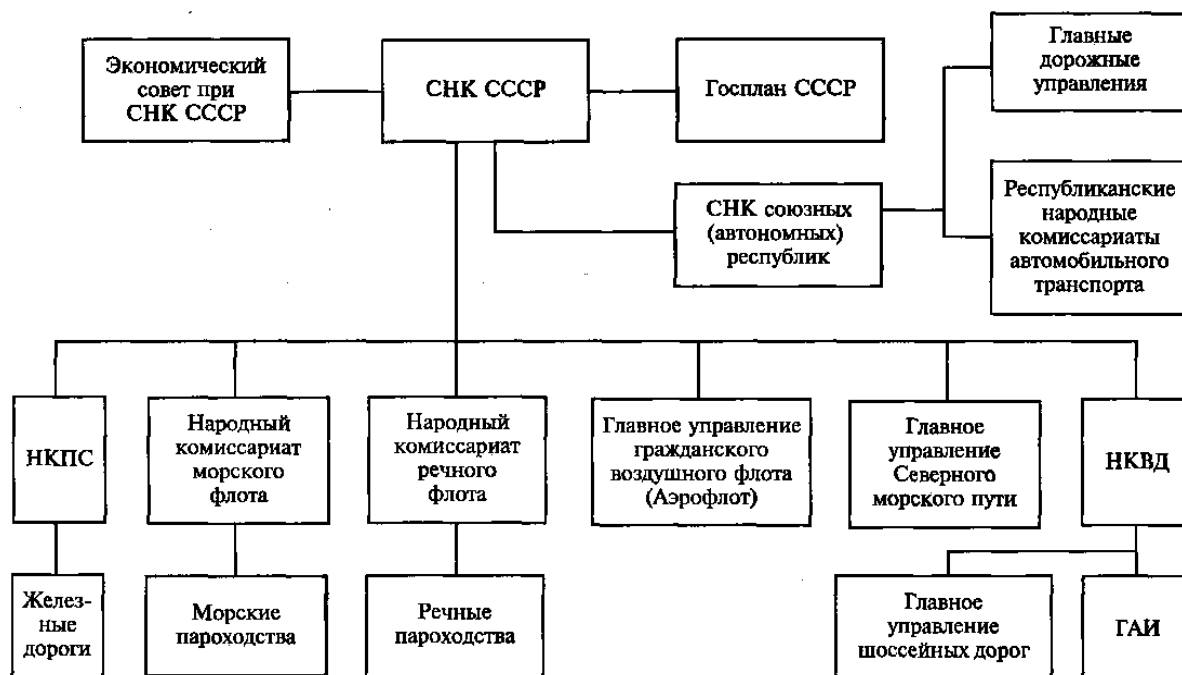 Экономический
совет при
СНК СССР
СНК СССР
Госплан СССР
Главные
дорожные
управления
СНК союзных
(автономных)
республик
Республиканские
народные
комиссариаты
автомобильного
транспорта
НКПС
Народный
комиссариат
морского
флота
Народный
комиссариат
речного
флота
Главное управление
гражданского
воздушного флота
(Аэрофлот)
Главное
управление
Северного
морского пути
НКВД
Желез-
ные
дороги
Морские
пароходства
Речные
пароходства
Главное
управление
шоссейных дорог
ГАИ